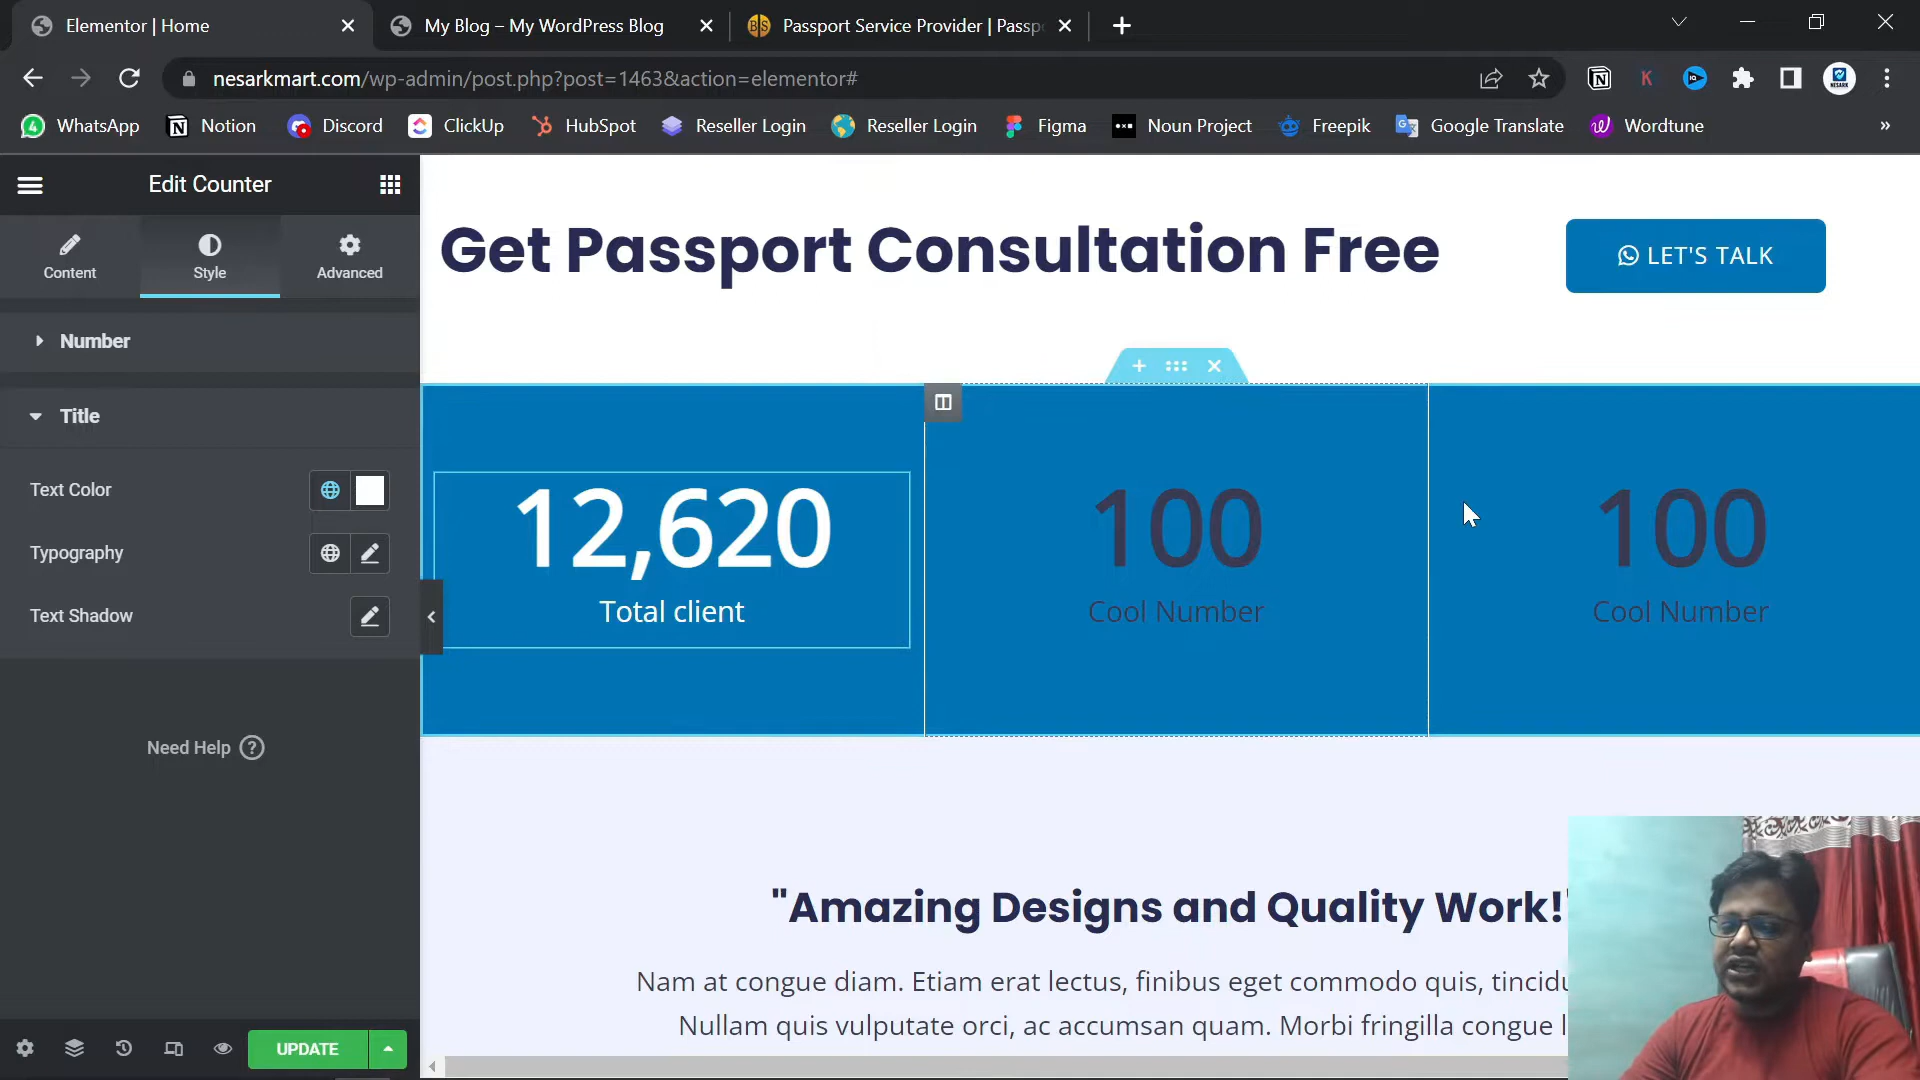 Elementor | Home
My Blog – My WordPress Blog
Passport Service Provider | Passp
nesarkmart.com/wp-admin/post.php?post=1463&action=elementor#
WhatsApp
Notion
Discord
ClickUp
HubSpot
Reseller Login
Reseller Login
Figma
Noun Project
Freepik
Google Translate
Wordtune
Edit Counter
Content
Style
Advanced
Number
Title
Text Color
Typography
Text Shadow
Need Help
UPDATE
Get Passport Consultation Free
LET'S TALK
12,620
Total client
100
Cool Number
100
Cool Number
"Amazing Designs and Quality Work!"
Nam at congue diam. Etiam erat lectus, finibus eget commodo quis,
Nullam quis vulputate orci, ac accumsan quam. Morbi fringilla congue